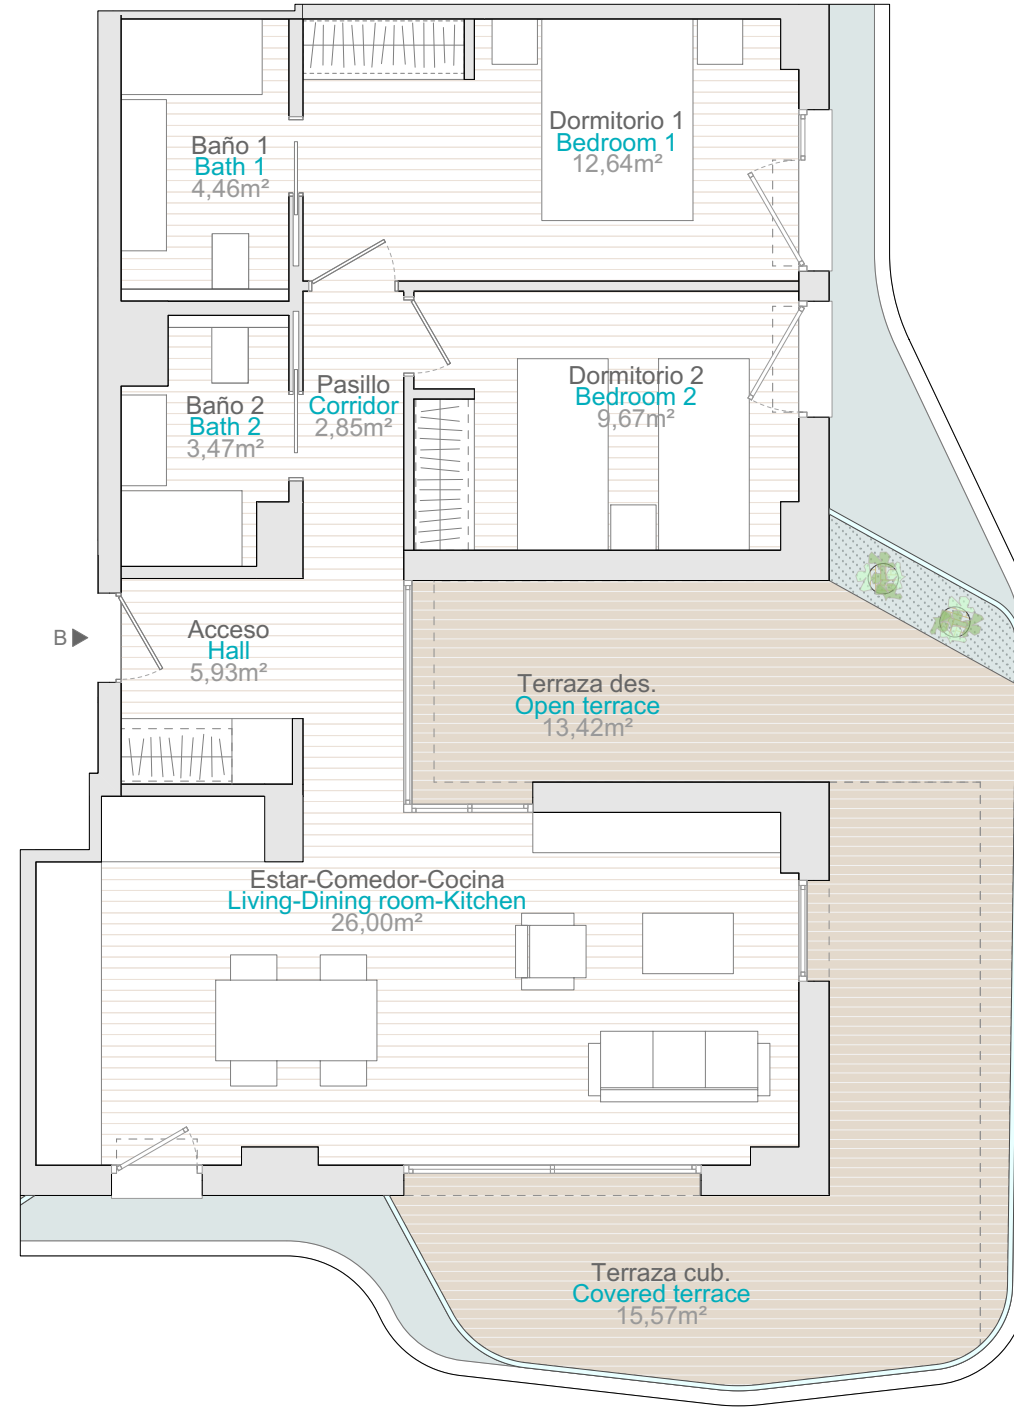 Baño 1
Bath 1
4,46m²
Dormitorio 1
Bedroom 1
12,64m²
Baño 2
Bath 2
3,47m²
Pasillo
Corridor
2,85m²
Dormitorio 2
Bedroom 2
9,67m²
B
Acceso
Hall
5,93m²
Terraza des.
Open terrace
13,42m²
Estar-Comedor-Cocina
Living-Dining room-Kitchen
26,00m²
Terraza cub.
Covered terrace
15,57m²